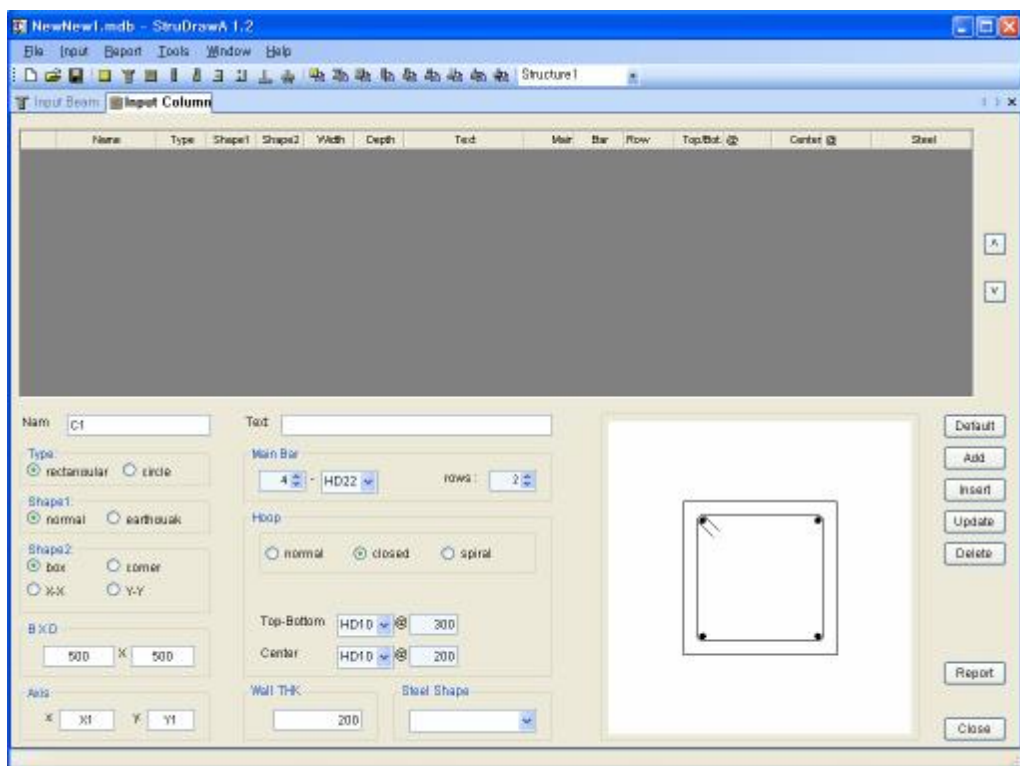 NewNew1.mdb - StruDrawA 1.2
File Input Report Tools Window Help
Structure1
Input Beam Input Column
Name Type Shape1 Shape2 Width Depth Text Main Bar Row Top/Bot. @ Center @ Steel
^
v
Nam C1 Text
Default
Type:
rectangular circle
Main Bar
4 - HD22 rows : 2
Add
Insert
Shape1:
normal earthquak
Hoop
Update
Shape2:
box corner
normal closed spiral
Delete
X-X Y-Y
B X D
500 X 500
Top-Bottom HD10 @ 300
Center HD10 @ 200
Report
Axis
x X1 y Y1
Wall THK
200
Steel Shape
Close